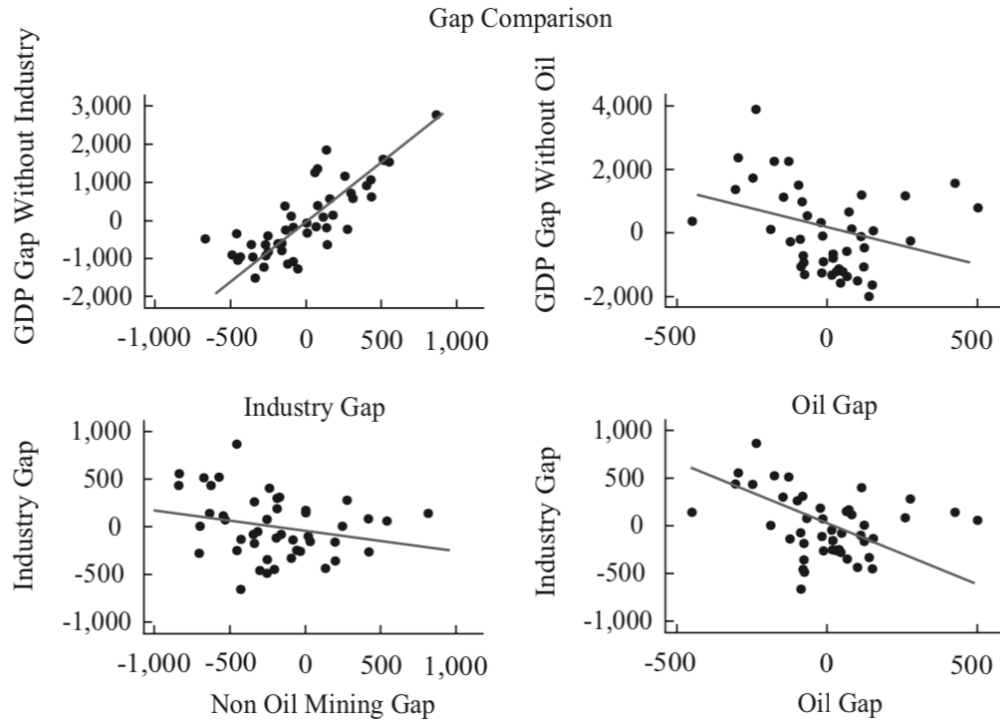 Gap Comparison
GDP Gap Without Industry
3,000
2,000
1,000
0
-1,000
-2,000
-1,000 -500 0 500 1,000
Industry Gap
GDP Gap Without Oil
4,000
2,000
0
-2,000
-500 0 500
Oil Gap
Industry Gap
1,000
500
0
-500
-1,000
-1,000 -500 0 500 1,000
Non Oil Mining Gap
Industry Gap
1,000
500
0
-500
-1,000
-500 0 500
Oil Gap